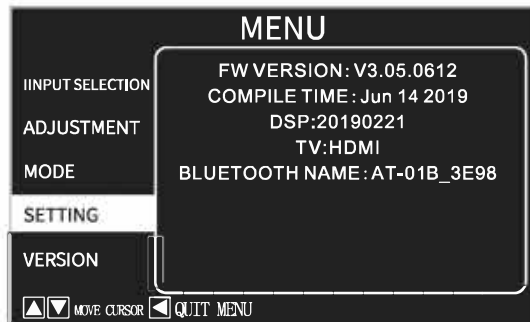 MENU
IINPUT SELECTION
ADJUSTMENT
MODE
SETTING
VERSION
FW VERSION: V3.05.0612
COMPILE TIME: Jun 14 2019
DSP:20190221
TV:HDMI
BLUETOOTH NAME: AT-01B_3E98
MOVE CURSOR QUIT MENU